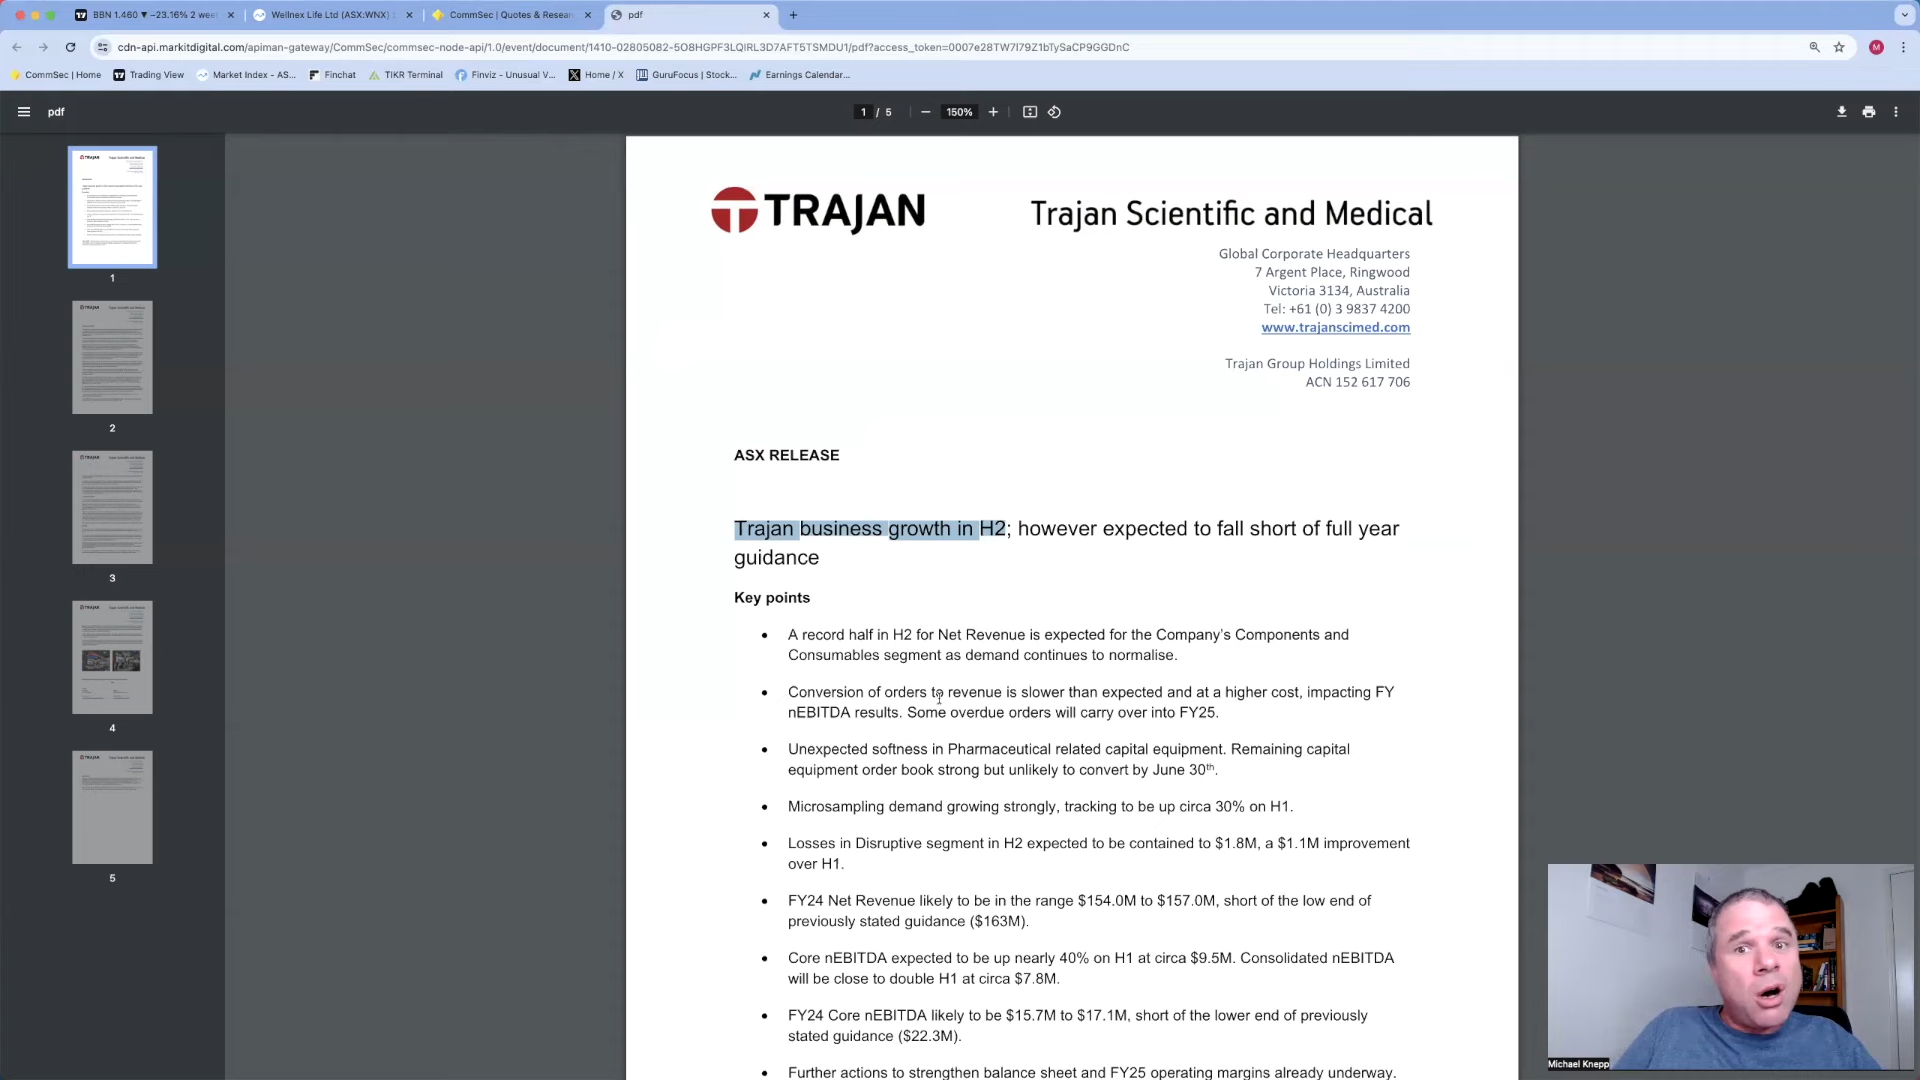 BBN 1.460 ▼ −23.16% 2 wee
Wellnex Life Ltd (ASX:WNX)
CommSec | Quotes & Resear
pdf
cdn-api.markitdigital.com/apiman-gateway/CommSec/commsec-node-api/1.0/event/document/1410-02805082-5O8HGPF3LQIRL3D7AFT5TSMDU1/pdf?access_token=0007e28TW7l79Z1bTySaCP9GGDnC
M
CommSec | Home
Trading View
Market Index - AS...
Finchat
TIKR Terminal
Finviz - Unusual V...
Home / X
GuruFocus | Stock...
Earnings Calendar...
pdf
1 / 5
150%
1
2
3
4
5
TRAJAN
Trajan Scientific and Medical
Global Corporate Headquarters
7 Argent Place, Ringwood
Victoria 3134, Australia
Tel: +61 (0) 3 9837 4200
www.trajanscimed.com
Trajan Group Holdings Limited
ACN 152 617 706
ASX RELEASE
Trajan business growth in H2; however expected to fall short of full year
guidance
Key points
• A record half in H2 for Net Revenue is expected for the Company's Components and
Consumables segment as demand continues to normalise.
• Conversion of orders to revenue is slower than expected and at a higher cost, impacting FY
nEBITDA results. Some overdue orders will carry over into FY25.
• Unexpected softness in Pharmaceutical related capital equipment. Remaining capital
equipment order book strong but unlikely to convert by June 30th.
• Microsampling demand growing strongly, tracking to be up circa 30% on H1.
• Losses in Disruptive segment in H2 expected to be contained to $1.8M, a $1.1M improvement
over H1.
• FY24 Net Revenue likely to be in the range $154.0M to $157.0M, short of the low end of
previously stated guidance ($163M).
• Core nEBITDA expected to be up nearly 40% on H1 at circa $9.5M. Consolidated nEBITDA
will be close to double H1 at circa $7.8M.
• FY24 Core nEBITDA likely to be $15.7M to $17.1M, short of the lower end of previously
stated guidance ($22.3M).
• Further actions to strengthen balance sheet and FY25 operating margins already underway.
Michael Knepp